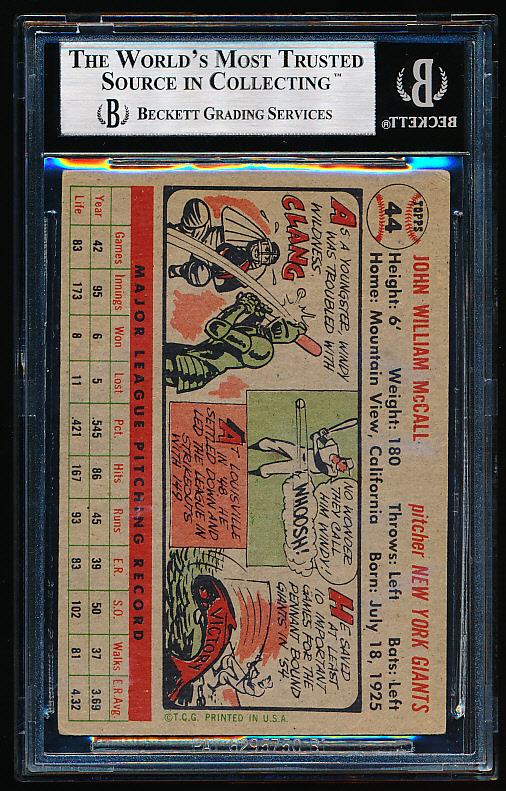 THE WORLD'S MOST TRUSTED
SOURCE IN COLLECTING™
B BECKETT GRADING SERVICES
B
BECKETT®
TOPPS
44
JOHN WILLIAM McCALL pitcher NEW YORK GIANTS
Height: 6' Weight: 180 Throws: Left Bats: Left
Home: Mountain View, California Born: July 18, 1925
AS A YOUNGSTER, WINDY
WAS TROUBLED WITH
WILDNESS.
CLANG
NO WONDER
THEY CALL
HIM WINDY!
WHOOSH!
AT LOUISVILLE
IN '48, HE
SETTLED DOWN AND
LED THE LEAGUE IN
STRIKEOUTS
WITH 149.
HE SAVED
AT LEAST
10 IMPORTANT
GAMES FOR THE
PENNANT BOUND
GIANTS IN '54.
VICTORY
MAJOR LEAGUE PITCHING RECORD
Games Innings Won Lost Pct. Hits Runs E.R. S.O. Walks E.R.Avg
Year 42 95 6 5 .545 86 45 39 50 37 3.69
Life 83 173 8 11 .421 167 93 83 102 81 4.32
©T.C.G. PRINTED IN U.S.A.